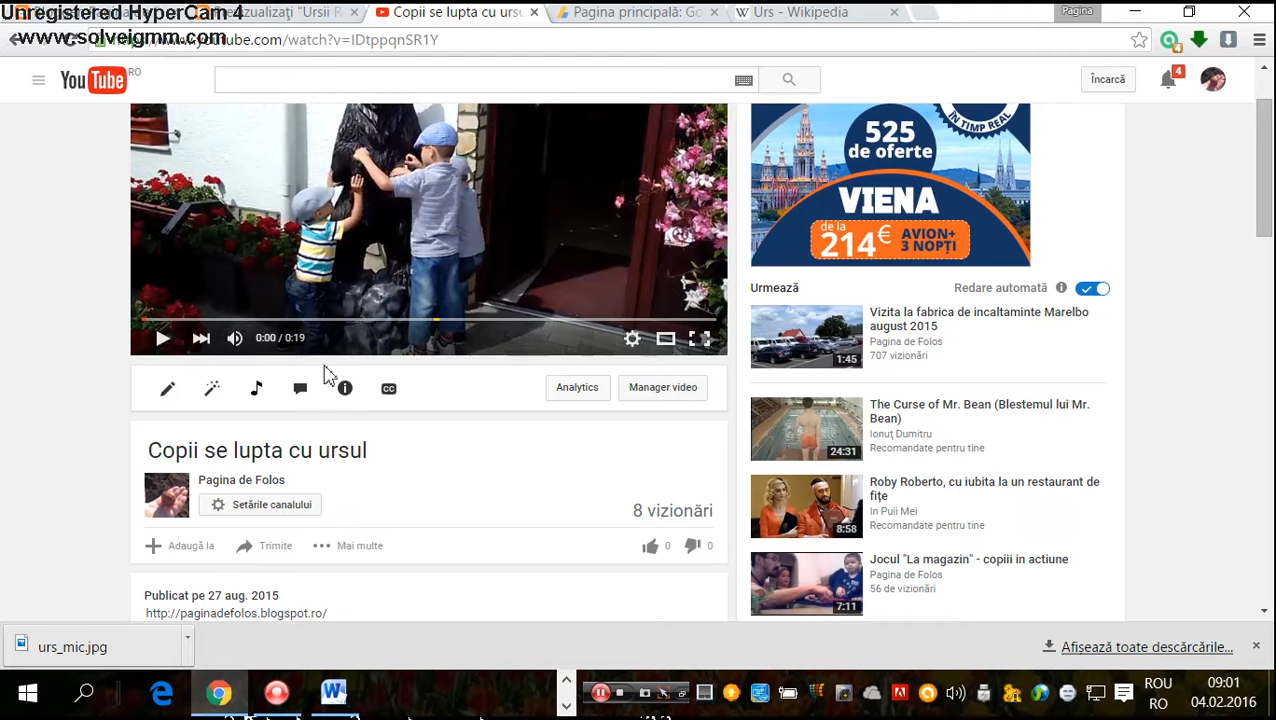 Unregistered HyperCam 4
www.solveigmm.com
Copii se lupta cu ursu
Pagina principală: Go
Urs - Wikipedia
Pagina
youtube.com/watch?v=IDtppqnSR1Y
YouTube RO
Încarcă
4
ÎN TIMP REAL
525
de oferte
VIENA
de la
214€
AVION+
3 NOPȚI
0:00 / 0:19
Analytics
Manager video
Copii se lupta cu ursul
Pagina de Folos
Setările canalului
8 vizionări
Adaugă la
Trimite
Mai multe
0
0
Publicat pe 27 aug. 2015
http://paginadefolos.blogspot.ro/
Urmează
Redare automată
Vizita la fabrica de incaltaminte Marelbo
august 2015
Pagina de Folos
707 vizionări
1:45
The Curse of Mr. Bean (Blestemul lui Mr.
Bean)
Ionuț Dumitru
Recomandate pentru tine
24:31
Roby Roberto, cu iubita la un restaurant de
fițe
In Puii Mei
Recomandate pentru tine
8:58
Jocul "La magazin" - copiii in actiune
Pagina de Folos
56 de vizionări
7:11
urs_mic.jpg
Afișează toate descărcările...
ROU
RO
09:01
04.02.2016